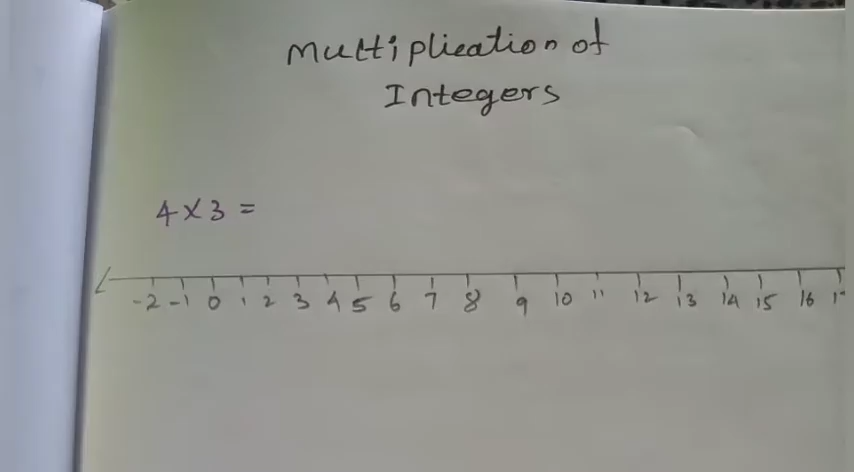 Multiplication of
Integers
4 x 3 =
-2 -1 0 1 2 3 4 5 6 7 8 9 10 11 12 13 14 15 16